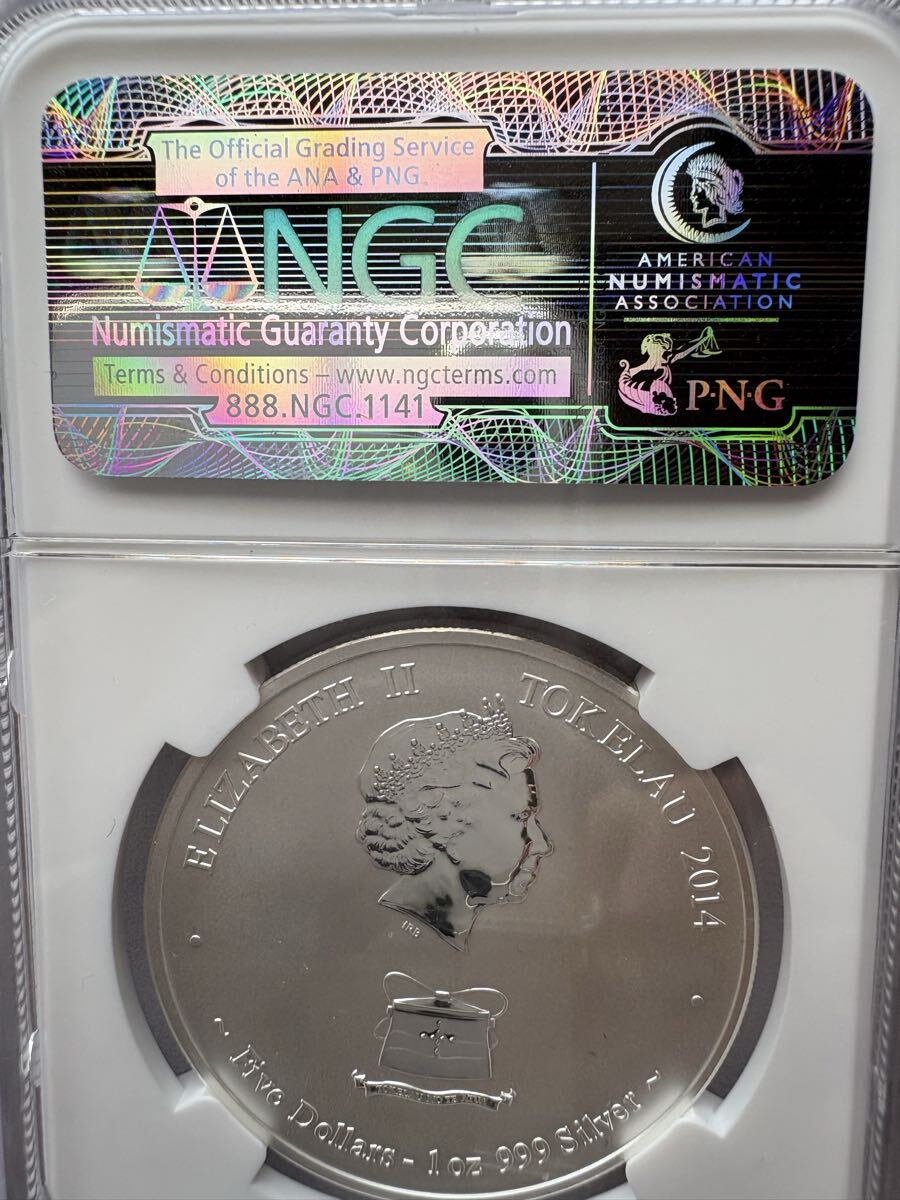 The Official Grading Service
of the ANA & PNG
NGC
Numismatic Guaranty Corporation
Terms & Conditions – www.ngcterms.com
888.NGC.1141
AMERICAN
NUMISMATIC
ASSOCIATION
P·N·G
ELIZABETH II
TOKELAU 2014
IRB
~ Five Dollars - 1 oz 999 Silver ~